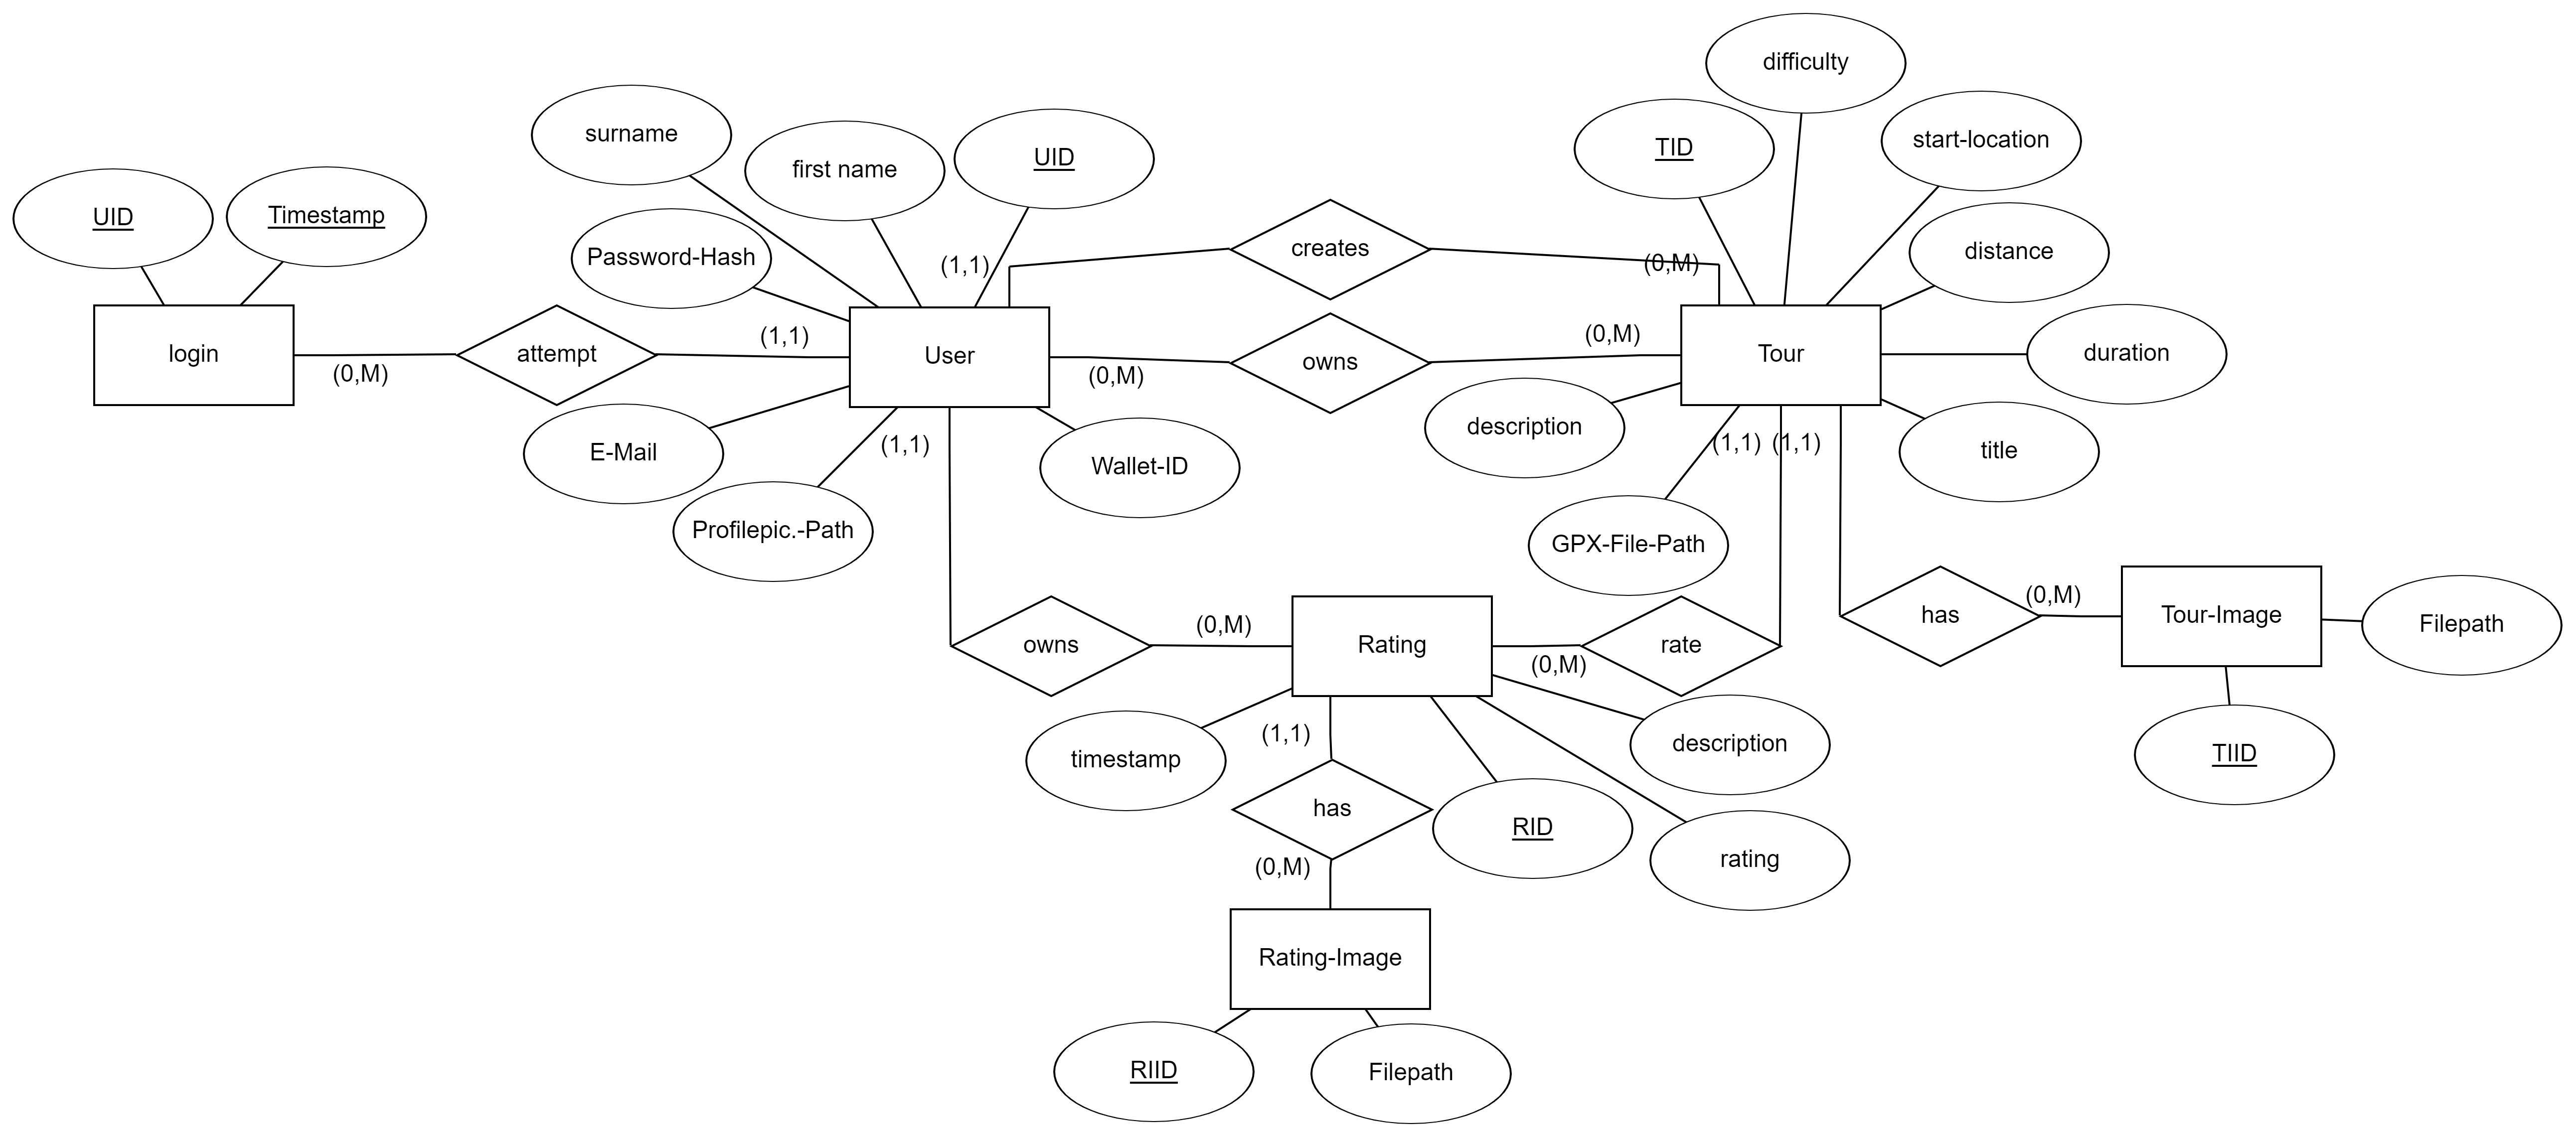 difficulty
surname
first name
UID
TID
start-location
UID
Timestamp
Password-Hash
(1,1)
creates
(0,M)
distance
login
(0,M)
attempt
(1,1)
User
(0,M)
owns
(0,M)
Tour
duration
description
title
E-Mail
(1,1)
Wallet-ID
(1,1)
(1,1)
Profilepic.-Path
GPX-File-Path
owns
(0,M)
Rating
(0,M)
rate
has
(0,M)
Tour-Image
Filepath
timestamp
(1,1)
description
TIID
has
RID
rating
(0,M)
Rating-Image
RIID
Filepath